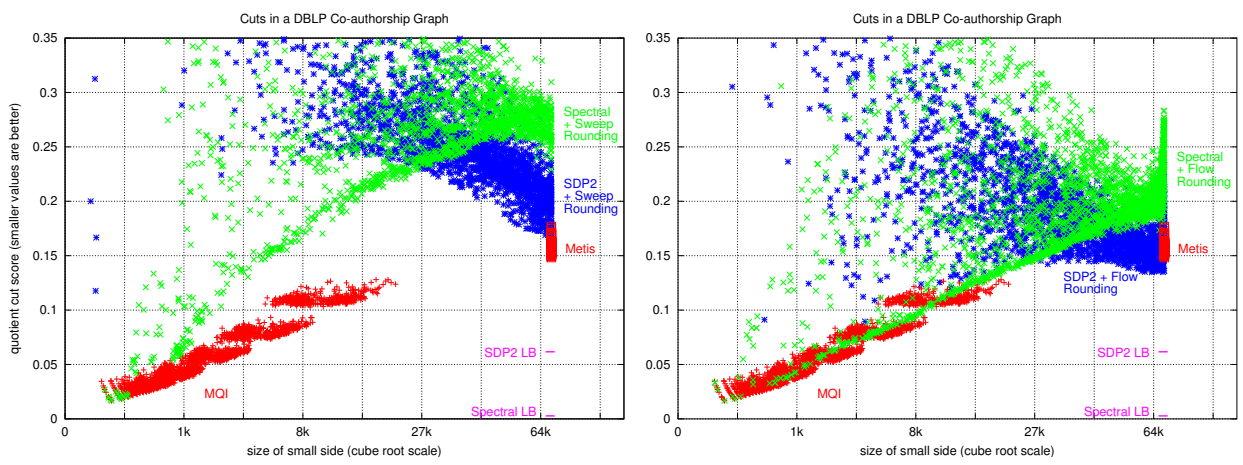 Cuts in a DBLP Co-authorship Graph
quotient cut score (smaller values are better)
0.35
0.3
0.25
0.2
0.15
0.1
0.05
0
Spectral
+ Sweep
Rounding
SDP2
+ Sweep
Rounding
Metis
SDP2 LB
MQI
Spectral LB
0
1k
8k
27k
64k
size of small side (cube root scale)
Cuts in a DBLP Co-authorship Graph
0.35
0.3
0.25
0.2
0.15
0.1
0.05
0
Spectral
+ Flow
Rounding
Metis
SDP2 + Flow
Rounding
SDP2 LB
MQI
Spectral LB
0
1k
8k
27k
64k
size of small side (cube root scale)